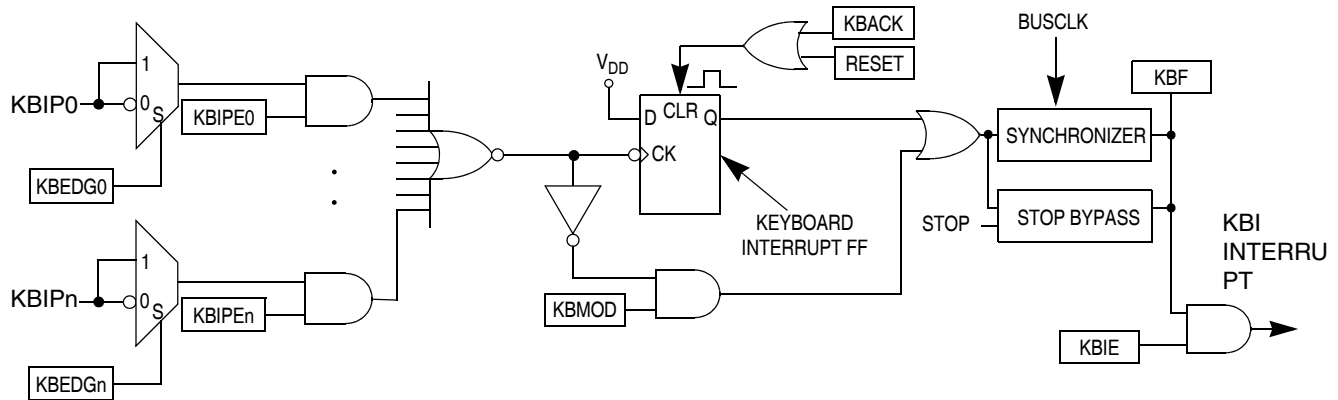 KBACK
RESET
BUSCLK
VDD
KBF
1
KBIP0
0
S
KBIPE0
D
CLR
Q
CK
SYNCHRONIZER
KBEDG0
KEYBOARD
INTERRUPT FF
STOP
STOP BYPASS
KBI
INTERRU
PT
1
KBIPn
0
S
KBIPEn
KBMOD
KBIE
KBEDGn